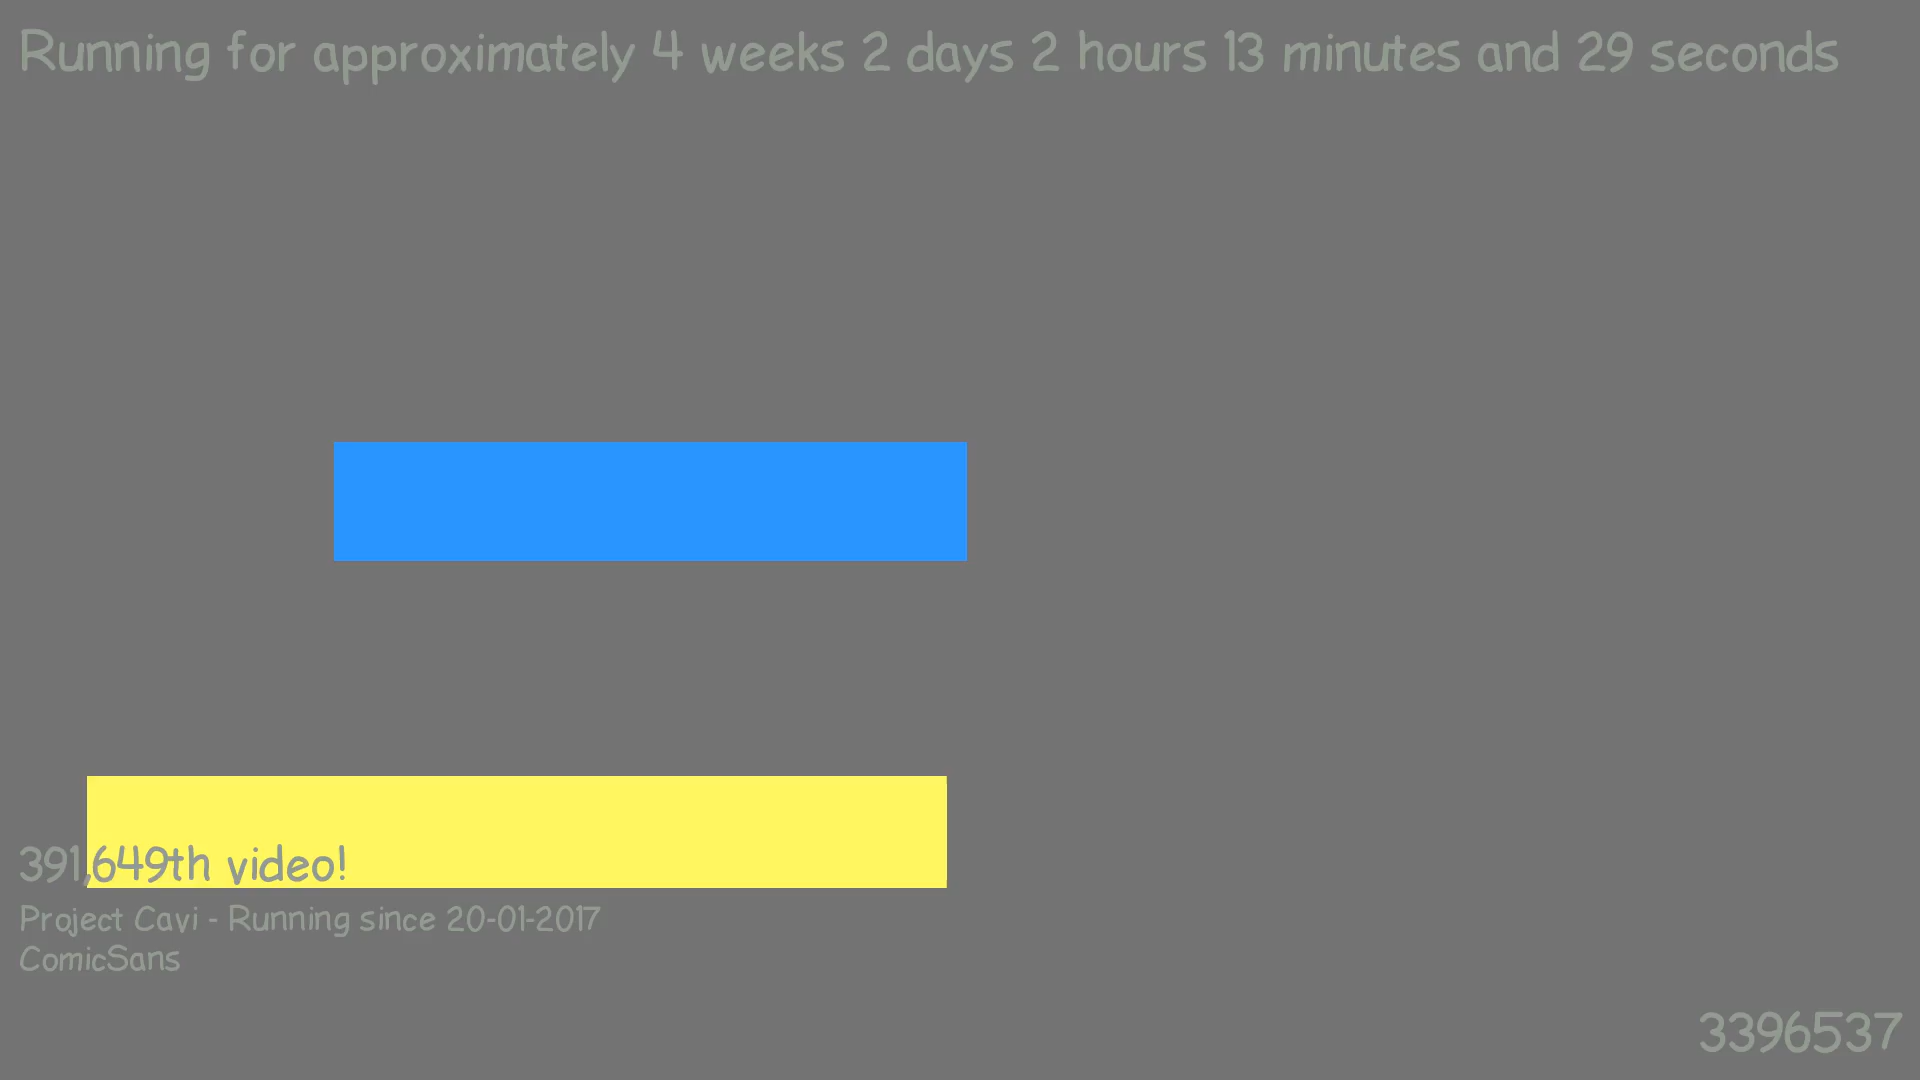 Running for approximately 4 weeks 2 days 2 hours 13 minutes and 29 seconds
391,649th video!
Project Cavi - Running since 20-01-2017
ComicSans
3396537